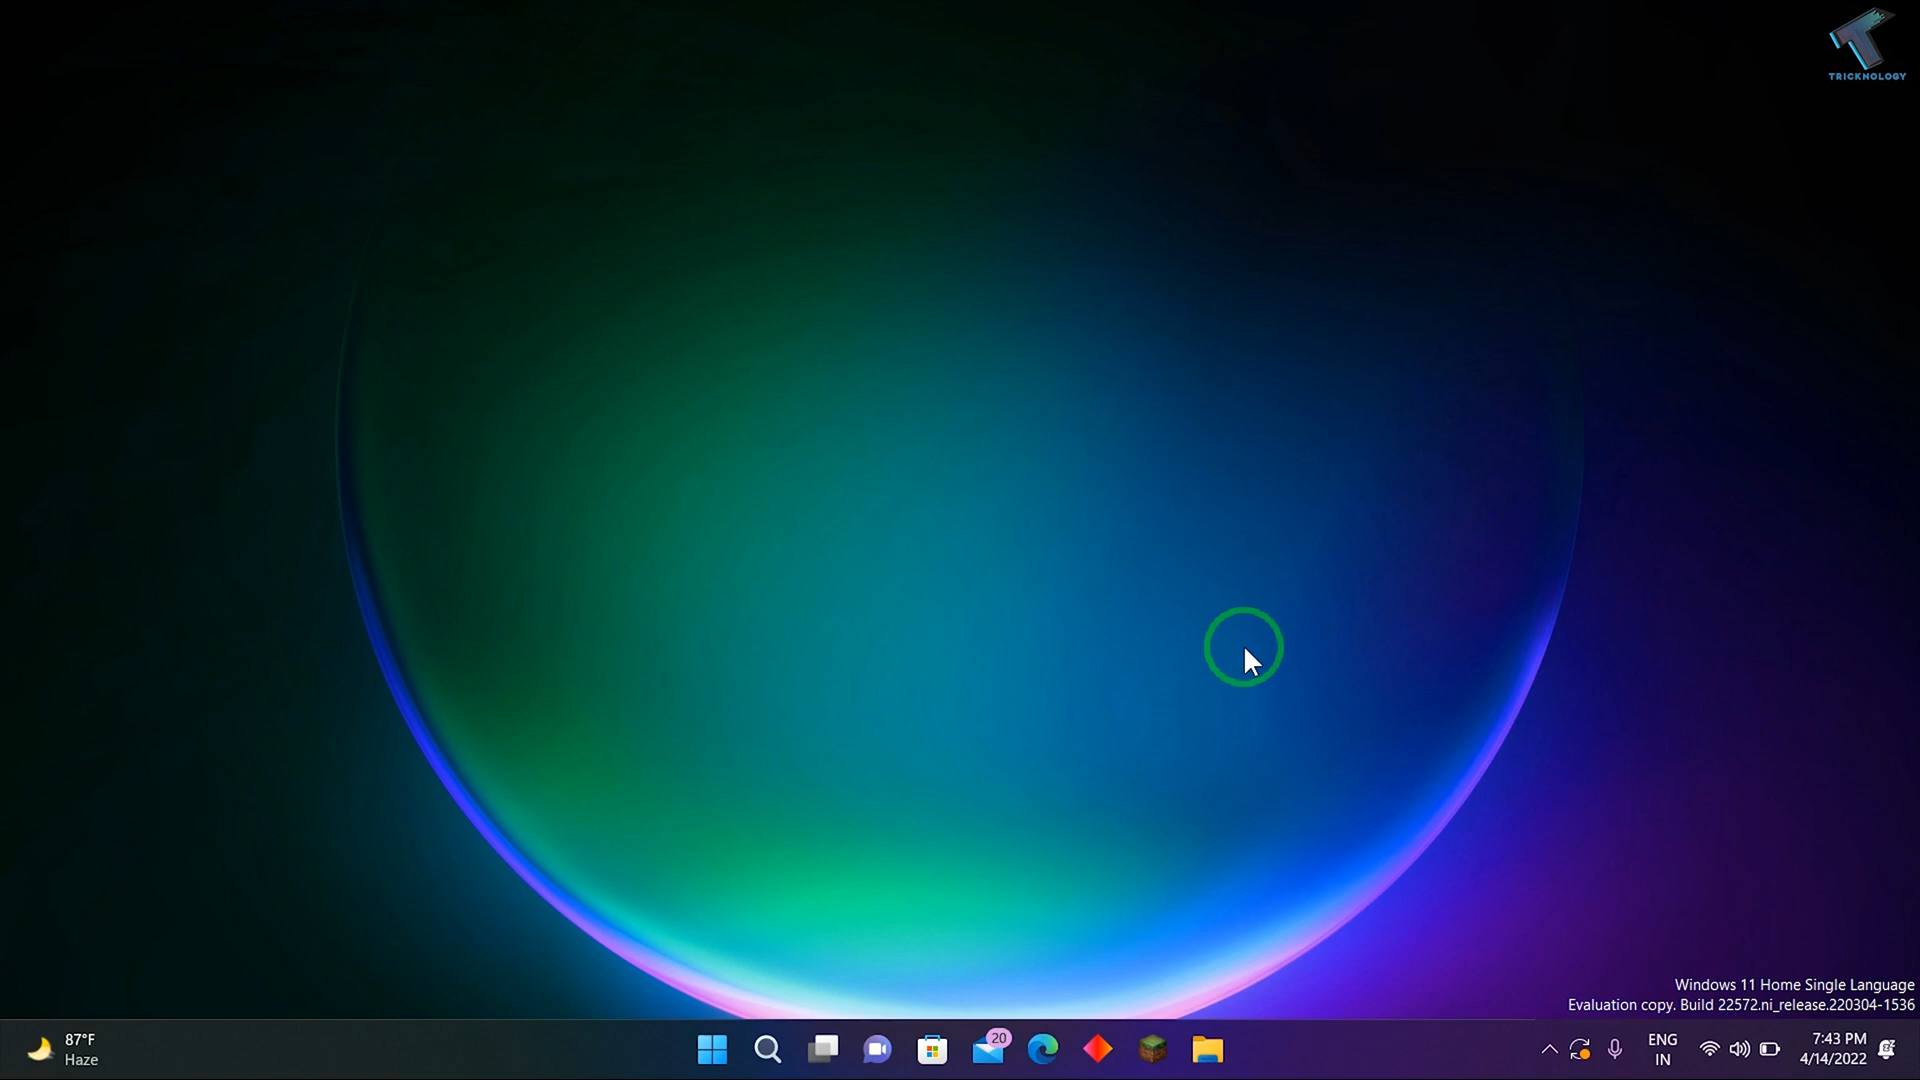 TRICKNOLOGY
Windows 11 Home Single Language
Evaluation copy. Build 22572.ni_release.220304-1536
87°F
Haze
20
ENG
IN
7:43 PM
4/14/2022